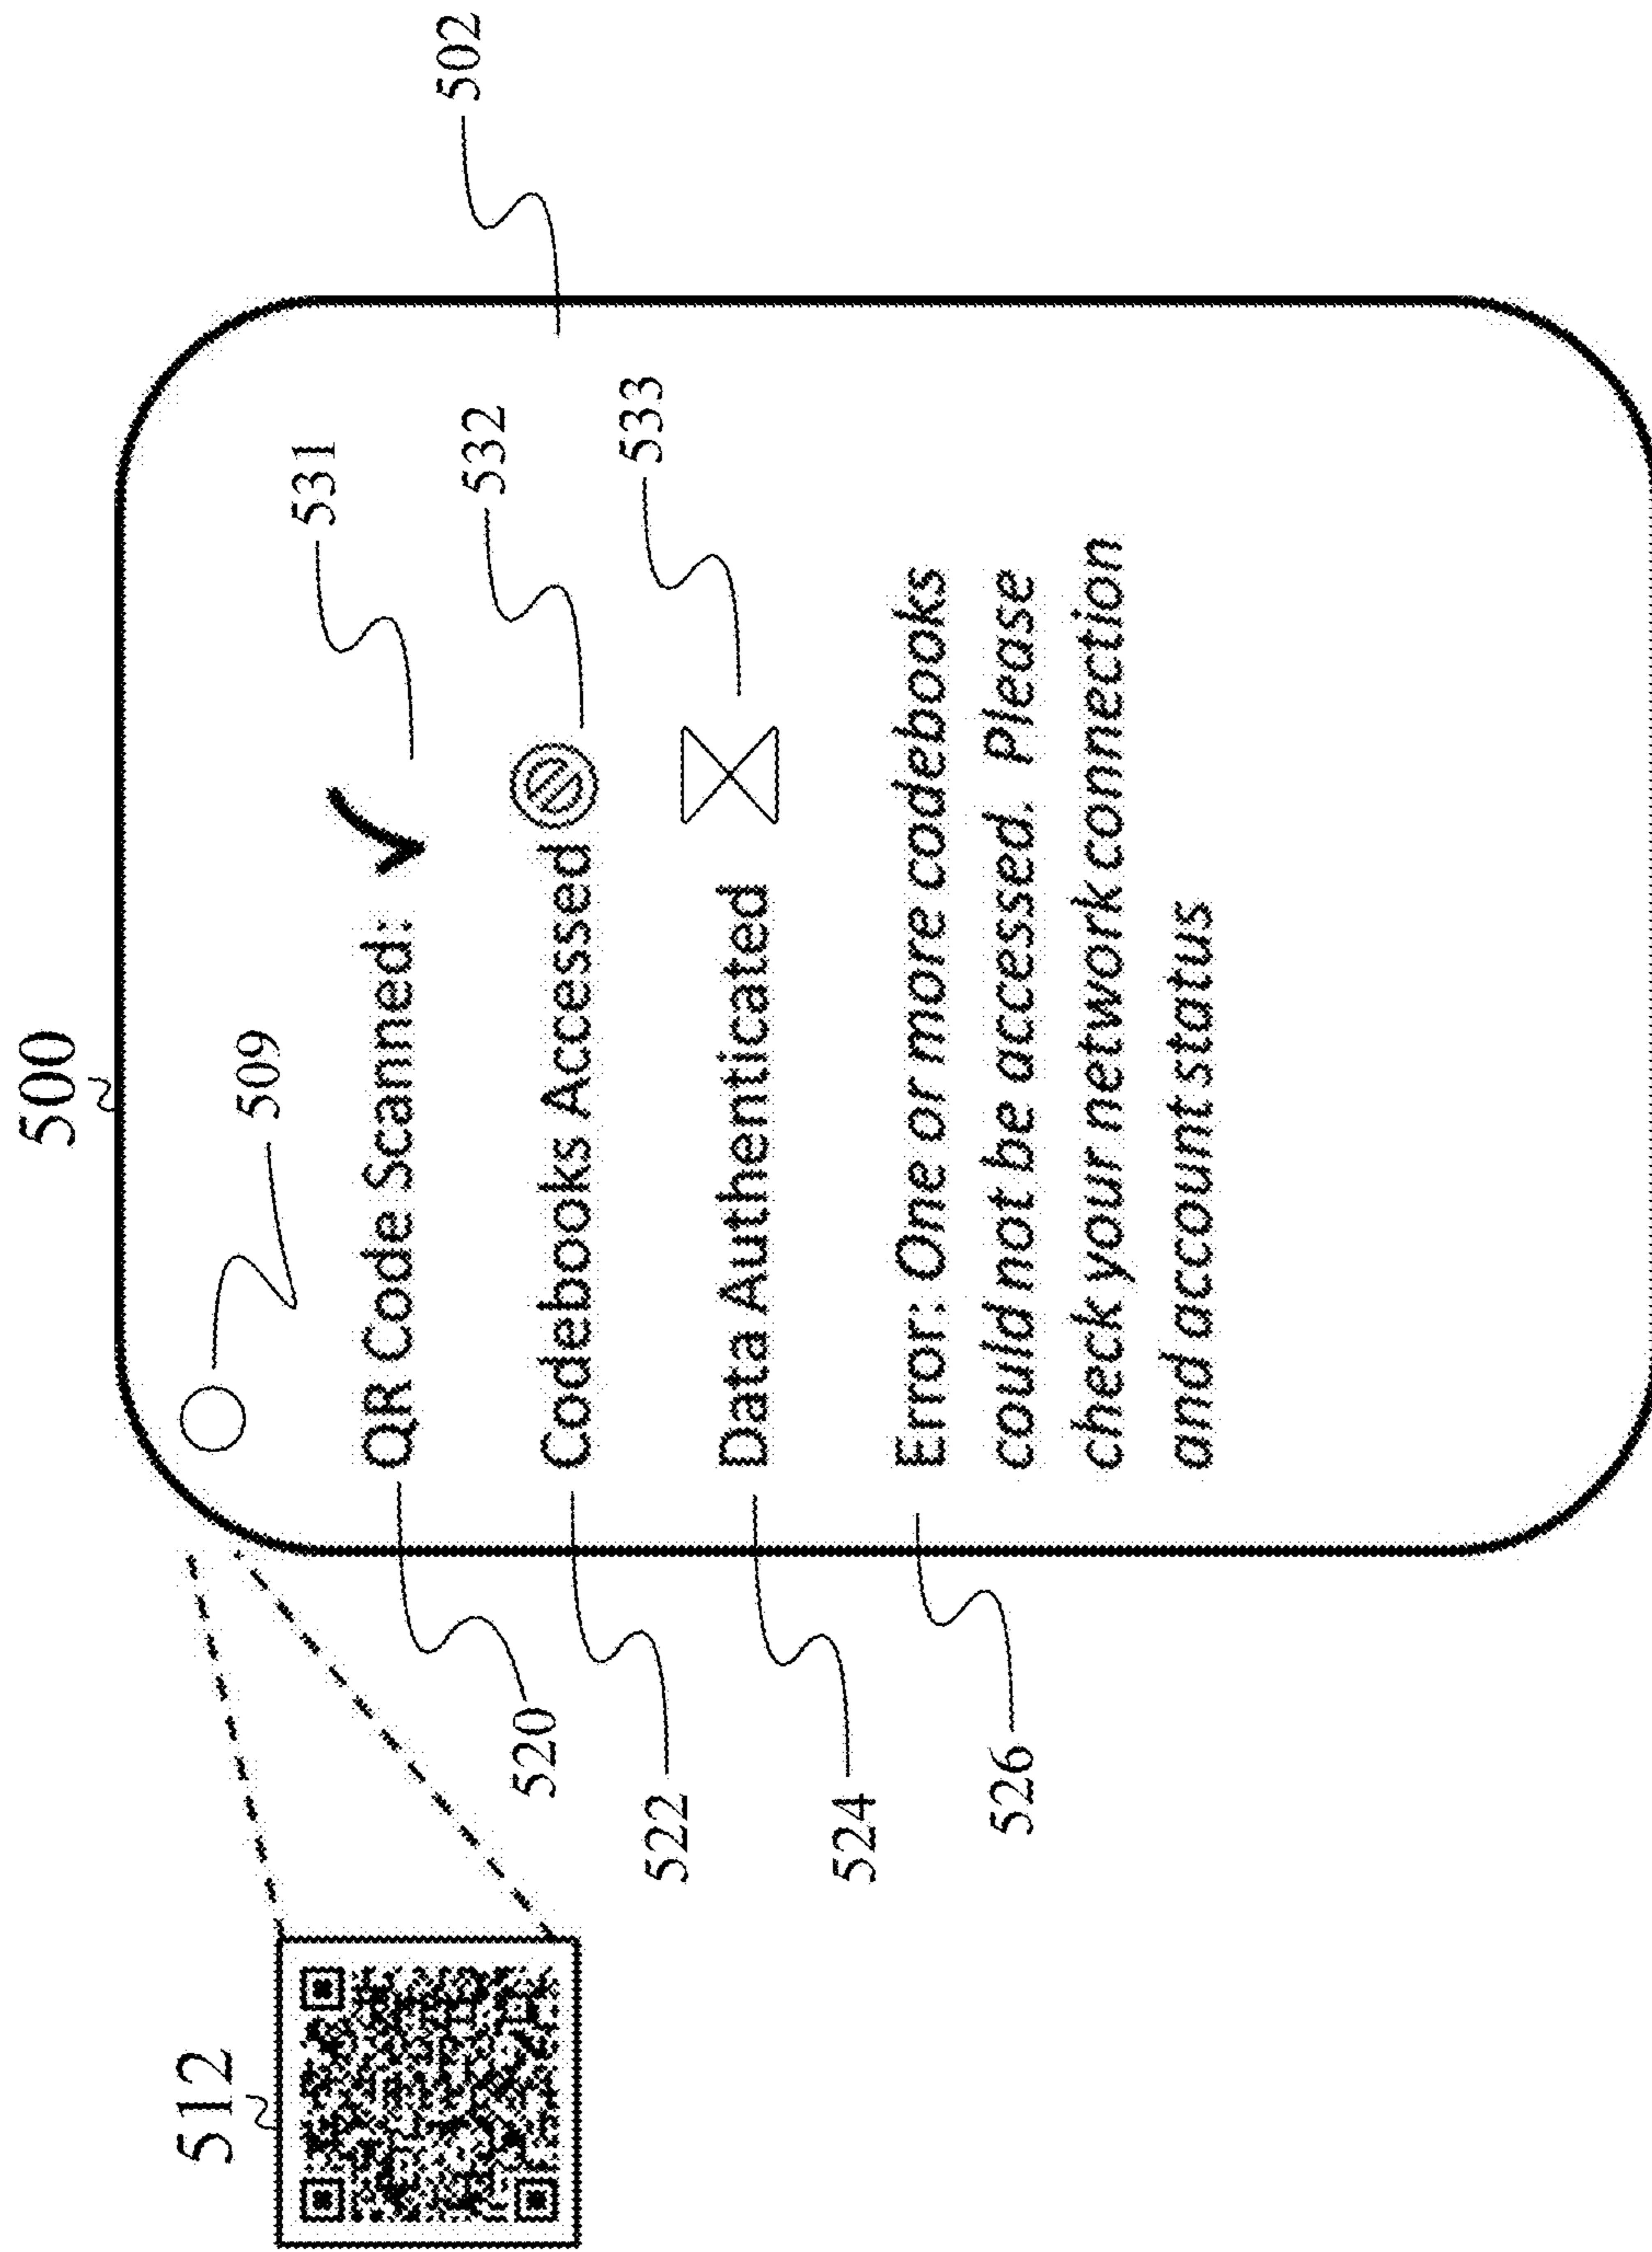 500
509
512
QR Code Scanned:
531
Codebooks Accessed
532
Data Authenticated
533
502
Error: One or more codebooks
could not be accessed. Please
check your network connection
and account status
520
522
524
526